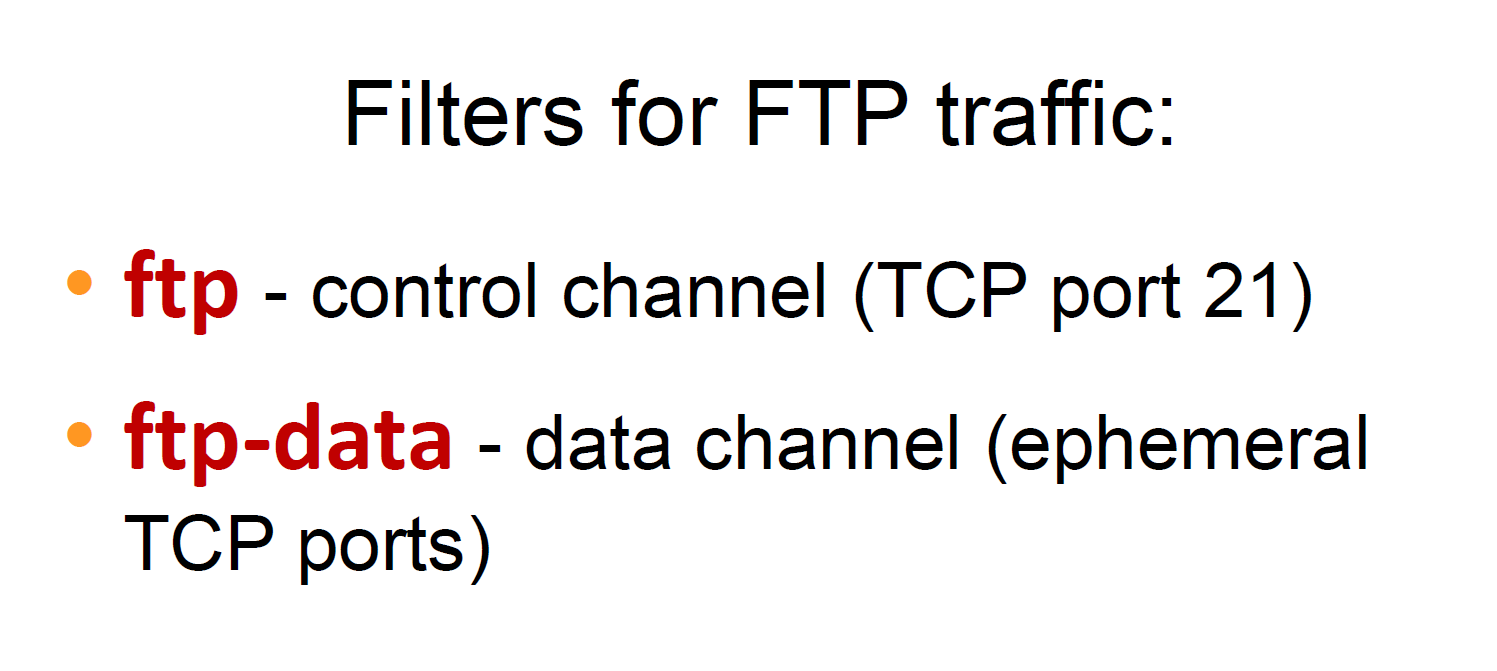 Filters for FTP traffic:
• ftp - control channel (TCP port 21)
• ftp-data - data channel (ephemeral
TCP ports)